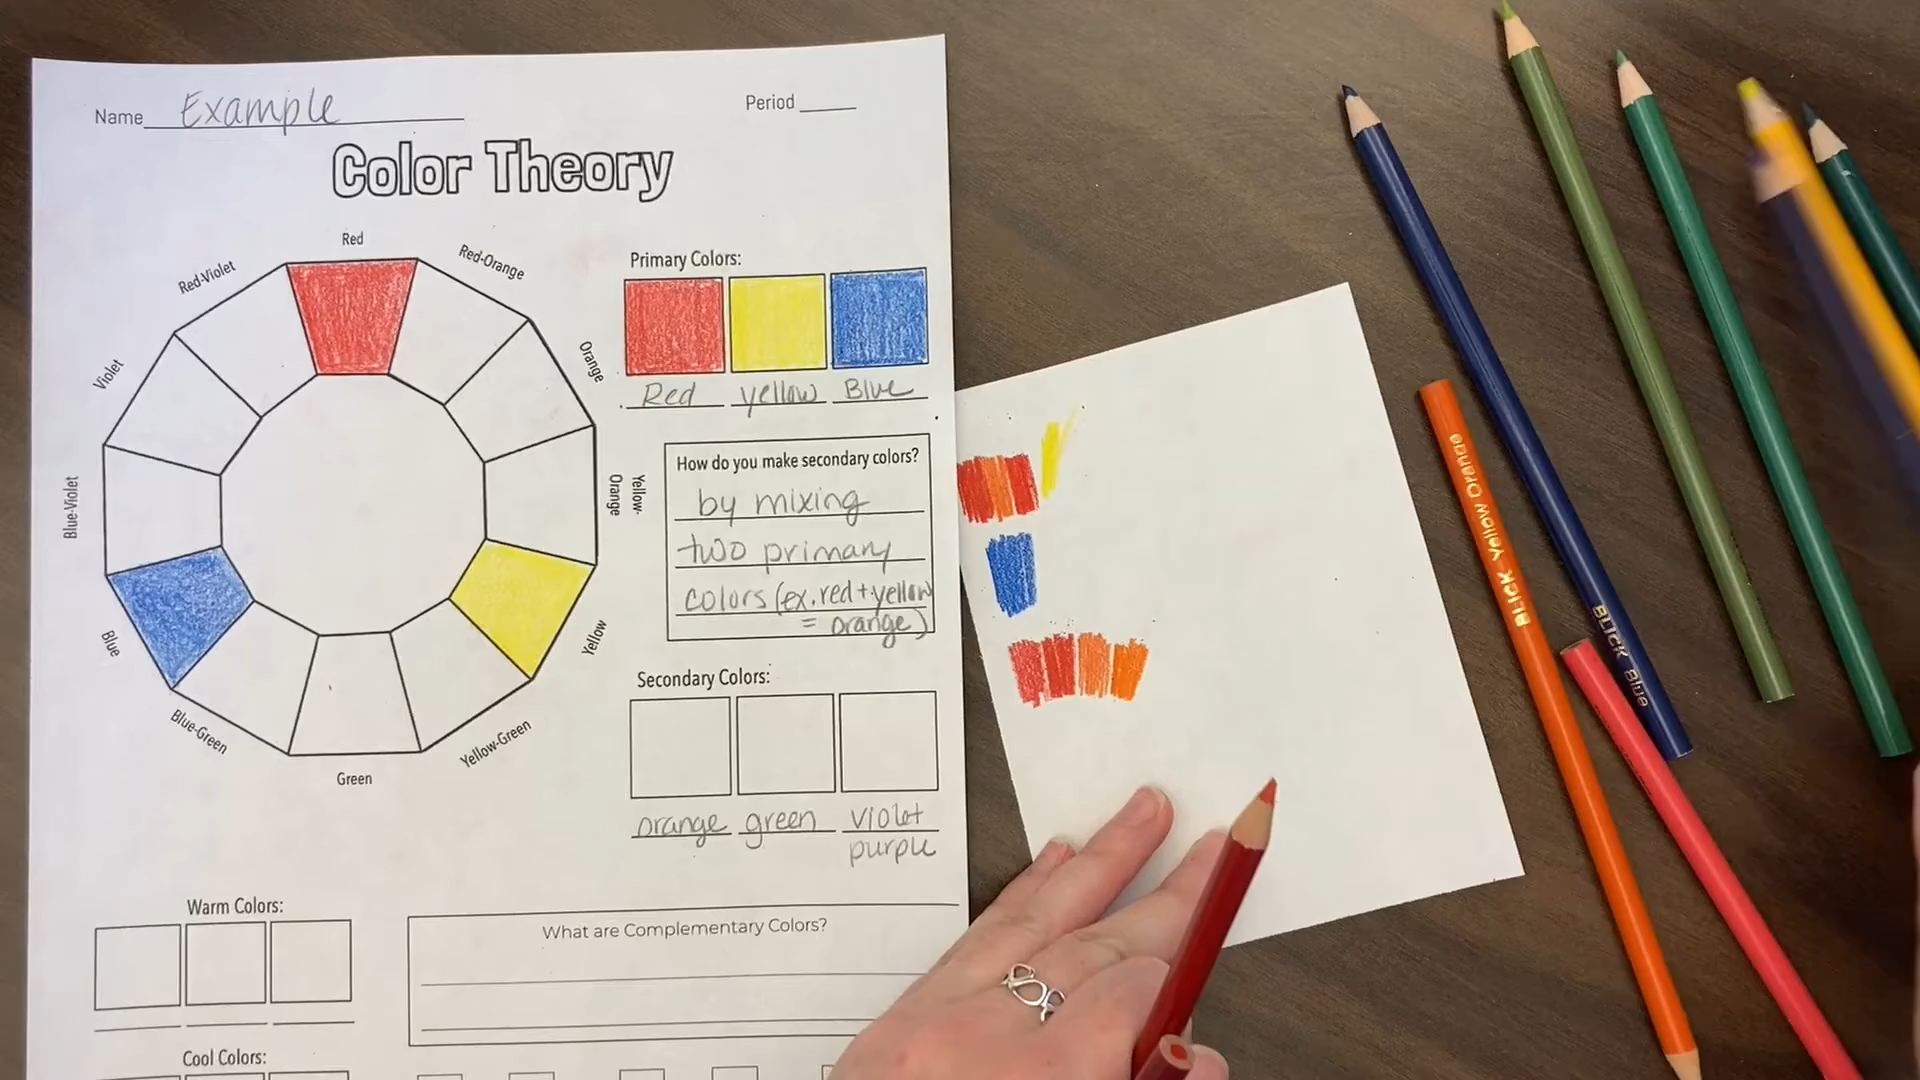 Name Example
Period
Color Theory
Red
Red-Orange
Orange
Yellow-
Orange
Yellow
Yellow-Green
Green
Blue-Green
Blue
Blue-Violet
Violet
Red-Violet
Primary Colors:
Red yellow Blue
How do you make secondary colors?
by mixing
two primary
colors (ex. red + yellow
= orange)
Secondary Colors:
orange green violet
purple
Warm Colors:
What are Complementary Colors?
Cool Colors:
BLICK Yellow Orange
BLICK Blue